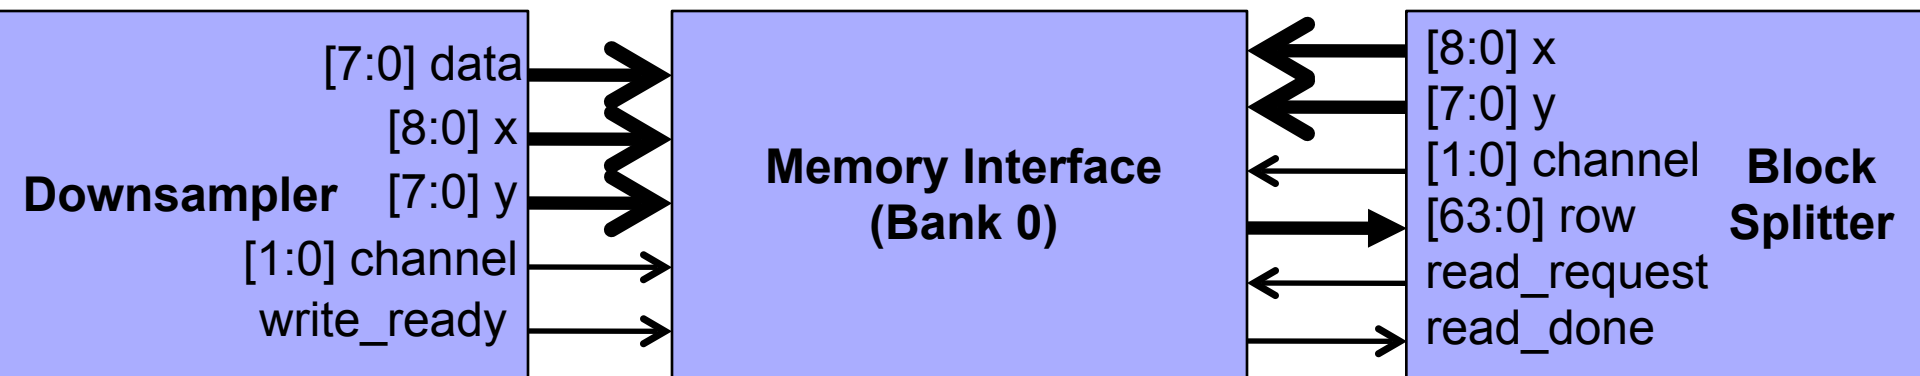 [7:0] data
[8:0] x
Downsampler [7:0] y
[1:0] channel
write_ready
Memory Interface
(Bank 0)
[8:0] x
[7:0] y
[1:0] channel
[63:0] row
read_request
read_done
Block
Splitter